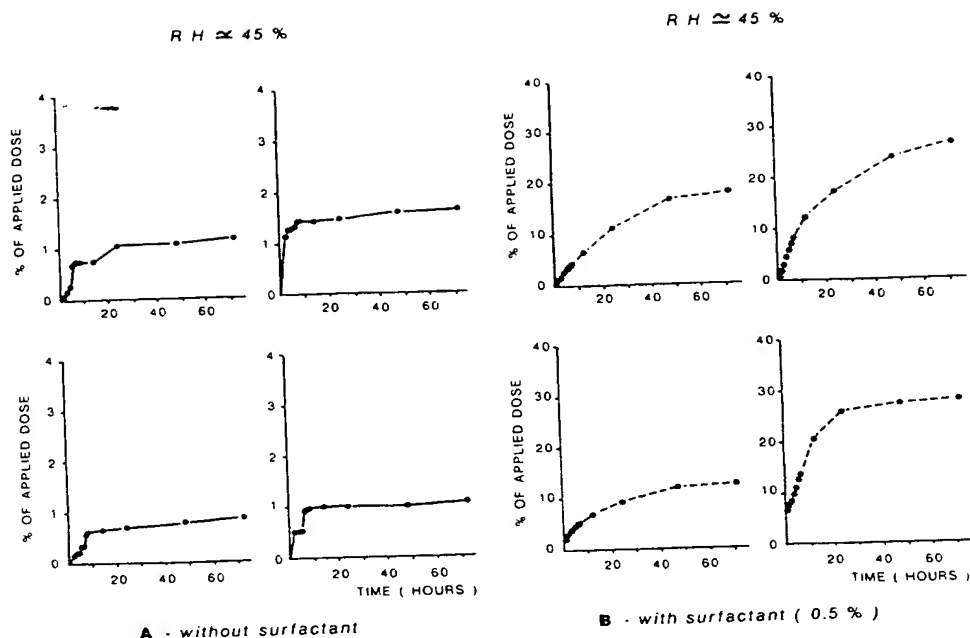 R H ≅ 45 %
R H ≅ 45 %
% OF APPLIED DOSE
4
3
2
1
0
20 40 60
4
3
2
1
0
20 40 60
% OF APPLIED DOSE
40
30
20
10
0
20 40 60
40
30
20
10
0
20 40 60
% OF APPLIED DOSE
4
3
2
1
0
20 40 60
4
3
2
1
0
20 40 60
TIME ( HOURS )
% OF APPLIED DOSE
40
30
20
10
0
20 40 60
40
30
20
10
0
20 40 60
TIME ( HOURS )
A - without surfactant
B - with surfactant ( 0.5 % )